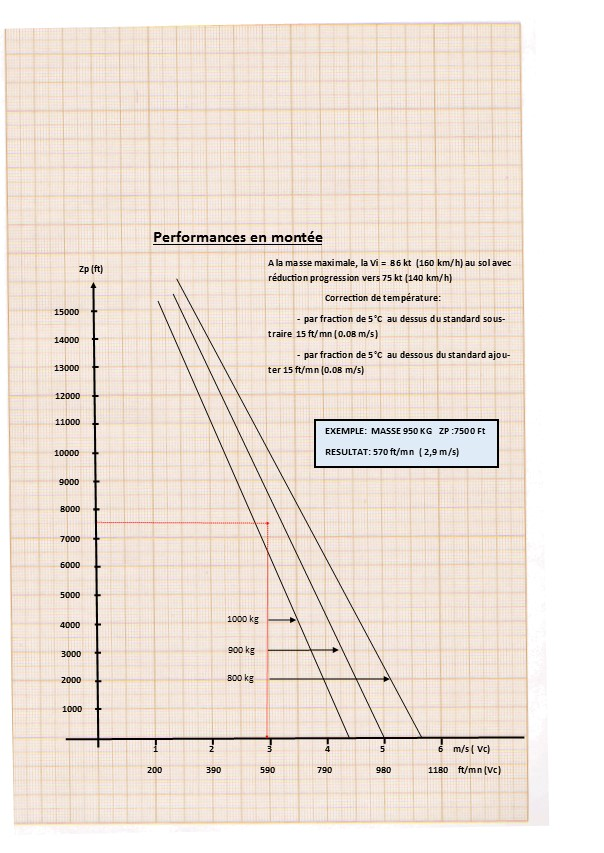 Performances en montée
A la masse maximale, la Vi = 86 kt (160 km/h) au sol avec
réduction progression vers 75 kt (140 km/h)
Zp (ft)
Correction de température:
- par fraction de 5°C au dessus du standard sous-
traire 15 ft/mn (0.08 m/s)
- par fraction de 5°C au dessous du standard ajou-
ter 15 ft/mn (0.08 m/s)
15000
14000
13000
12000
11000
EXEMPLE: MASSE 950 KG ZP :7500 Ft
RESULTAT: 570 ft/mn ( 2,9 m/s)
10000
9000
8000
7000
6000
5000
4000
1000 kg
3000
900 kg
2000
800 kg
1000
1 2 3 4 5 6 m/s ( Vc)
200 390 590 790 980 1180 ft/mn (Vc)